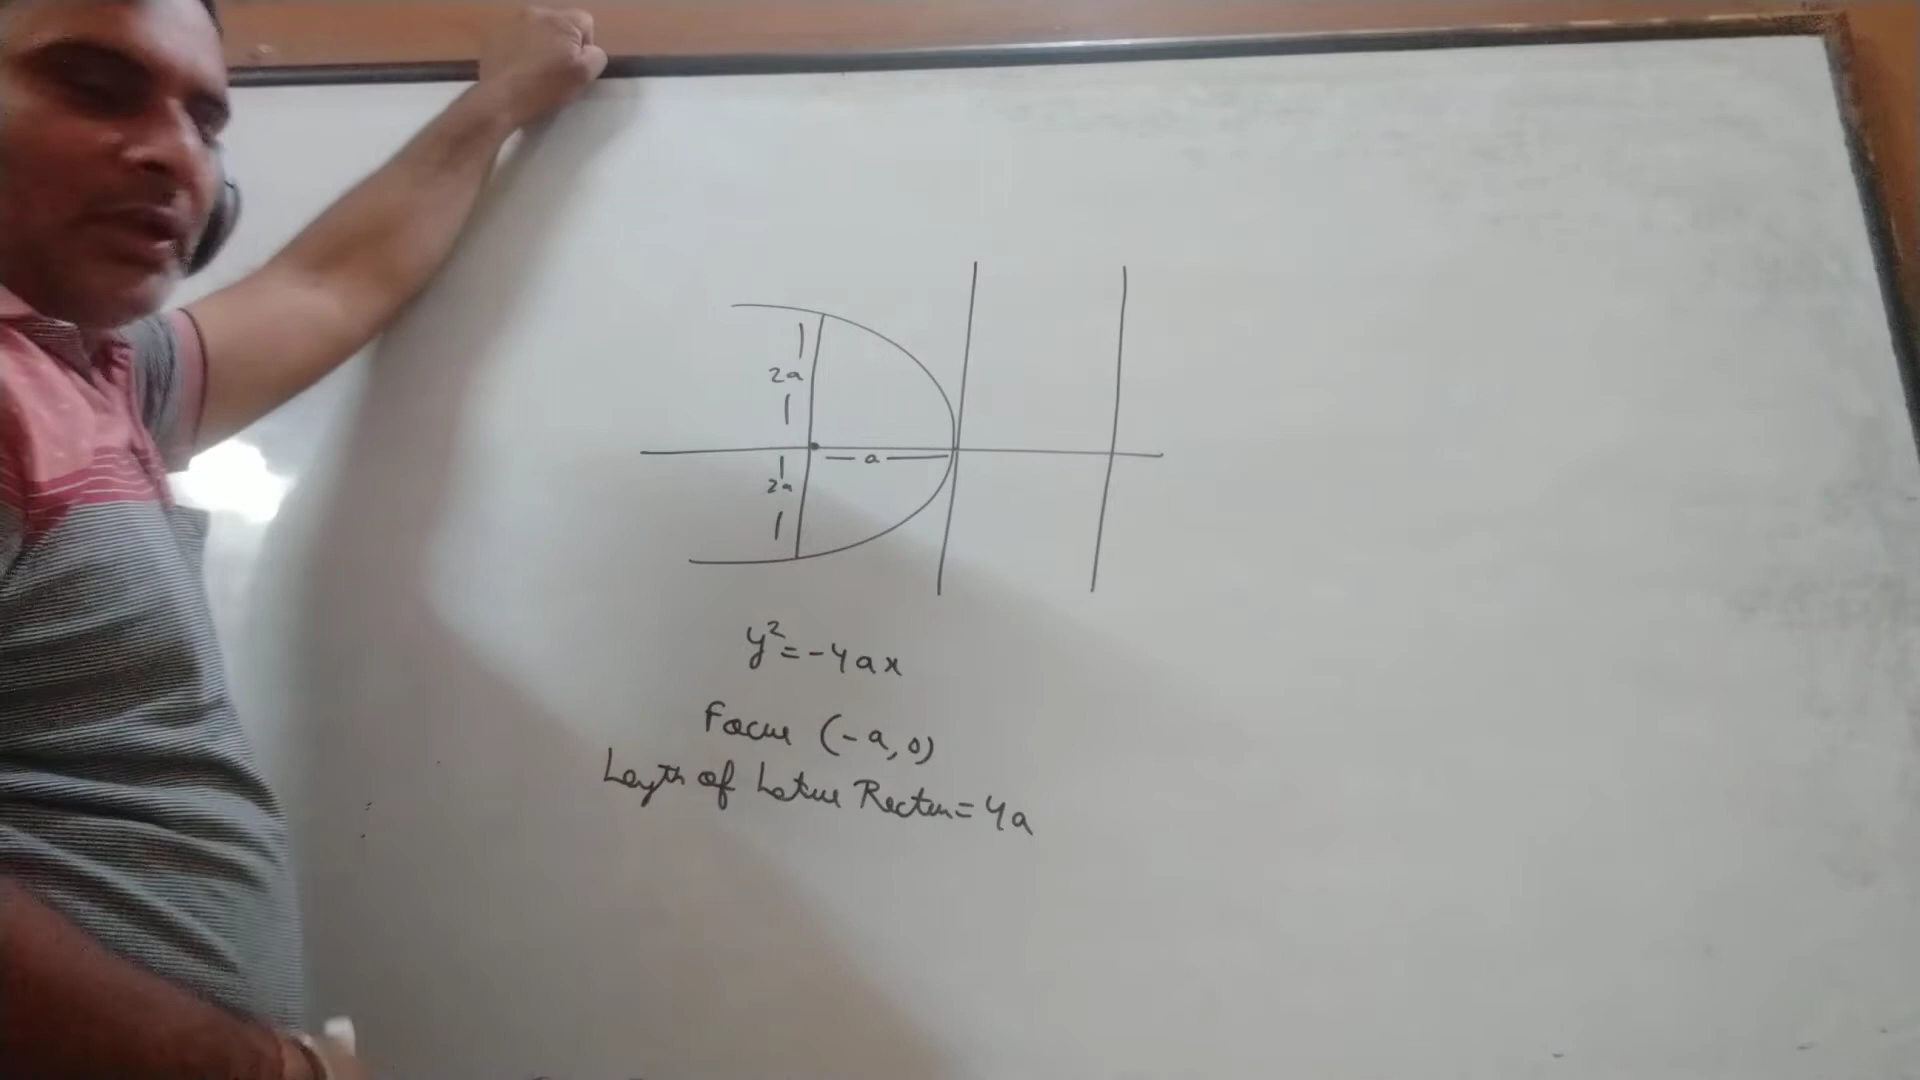 2a
a
2a
y²=-4ax
Focus (-a,0)
Length of Latus Rectum=4a